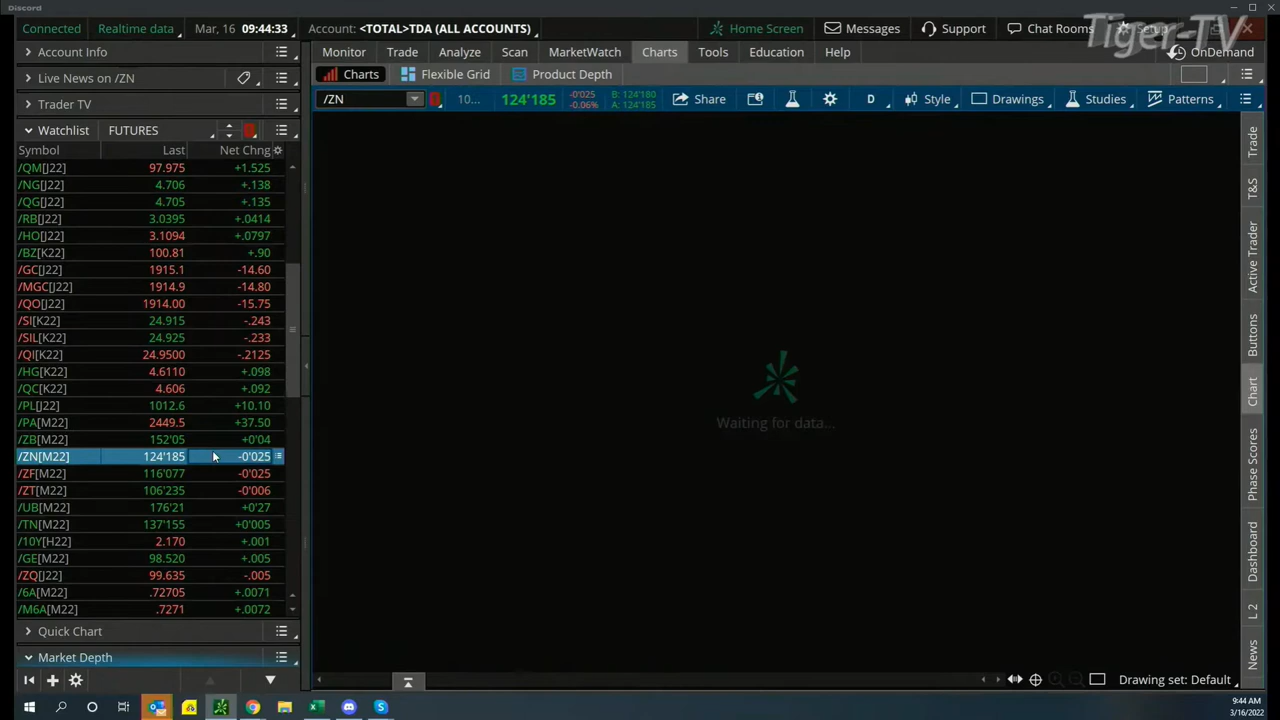 Discord
Connected Realtime data Mar, 16 09:44:33 Account: <TOTAL>TDA (ALL ACCOUNTS) Home Screen Messages Support Chat Rooms Setup
Tiger-TV
Account Info Monitor Trade Analyze Scan MarketWatch Charts Tools Education Help OnDemand
Live News on /ZN Charts Flexible Grid Product Depth
Trader TV /ZN 10... 124'185 -0'025 -0.06% B: 124'180 A: 124'185 Share D Style Drawings Studies Patterns
Watchlist FUTURES
Symbol Last Net Chng
/QM[J22] 97.975 +1.525
/NG[J22] 4.706 +.138
/QG[J22] 4.705 +.135
/RB[J22] 3.0395 +.0414
/HO[J22] 3.1094 +.0797
/BZ[K22] 100.81 +.90
/GC[J22] 1915.1 -14.60
/MGC[J22] 1914.9 -14.80
/QO[J22] 1914.00 -15.75
/SI[K22] 24.915 -.243
/SIL[K22] 24.925 -.233
/QI[K22] 24.9500 -.2125
/HG[K22] 4.6110 +.098
/QC[K22] 4.606 +.092
/PL[J22] 1012.6 +10.10
/PA[M22] 2449.5 +37.50
/ZB[M22] 152'05 +0'04
/ZN[M22] 124'185 -0'025
/ZF[M22] 116'077 -0'025
/ZT[M22] 106'235 -0'006
/UB[M22] 176'21 +0'27
/TN[M22] 137'155 +0'005
/10Y[H22] 2.170 +.001
/GE[M22] 98.520 +.005
/ZQ[J22] 99.635 -.005
/6A[M22] .72705 +.0071
/M6A[M22] .7271 +.0072
Waiting for data...
Trade
T&S
Active Trader
Buttons
Chart
Phase Scores
Dashboard
L 2
News
Quick Chart
Market Depth
Drawing set: Default
9:44 AM
3/16/2022